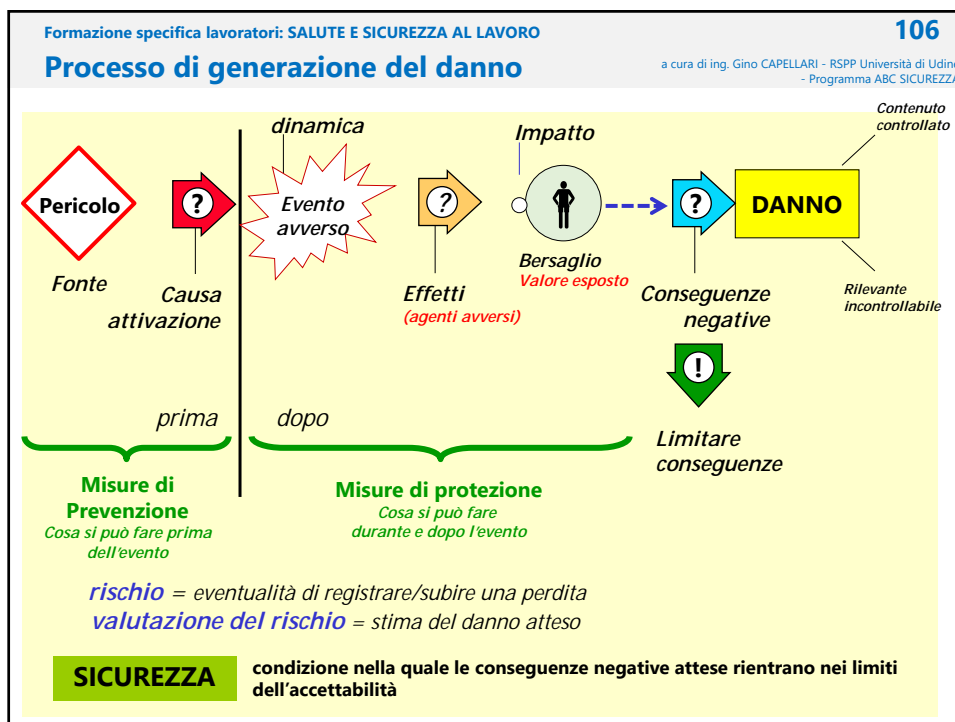 Formazione specifica lavoratori: SALUTE E SICUREZZA AL LAVORO
106
Processo di generazione del danno
a cura di ing. Gino CAPELLARI - RSPP Università di Udine
- Programma ABC SICUREZZA
dinamica
Impatto
Contenuto
controllato
Pericolo
?
Evento
avverso
?
?
DANNO
Fonte
Causa
attivazione
Effetti
(agenti avversi)
Bersaglio
Valore esposto
Conseguenze
negative
Rilevante
incontrollabile
!
prima
dopo
Limitare
conseguenze
Misure di
Prevenzione
Cosa si può fare prima
dell'evento
Misure di protezione
Cosa si può fare
durante e dopo l'evento
rischio = eventualità di registrare/subire una perdita
valutazione del rischio = stima del danno atteso
SICUREZZA
condizione nella quale le conseguenze negative attese rientrano nei limiti
dell'accettabilità